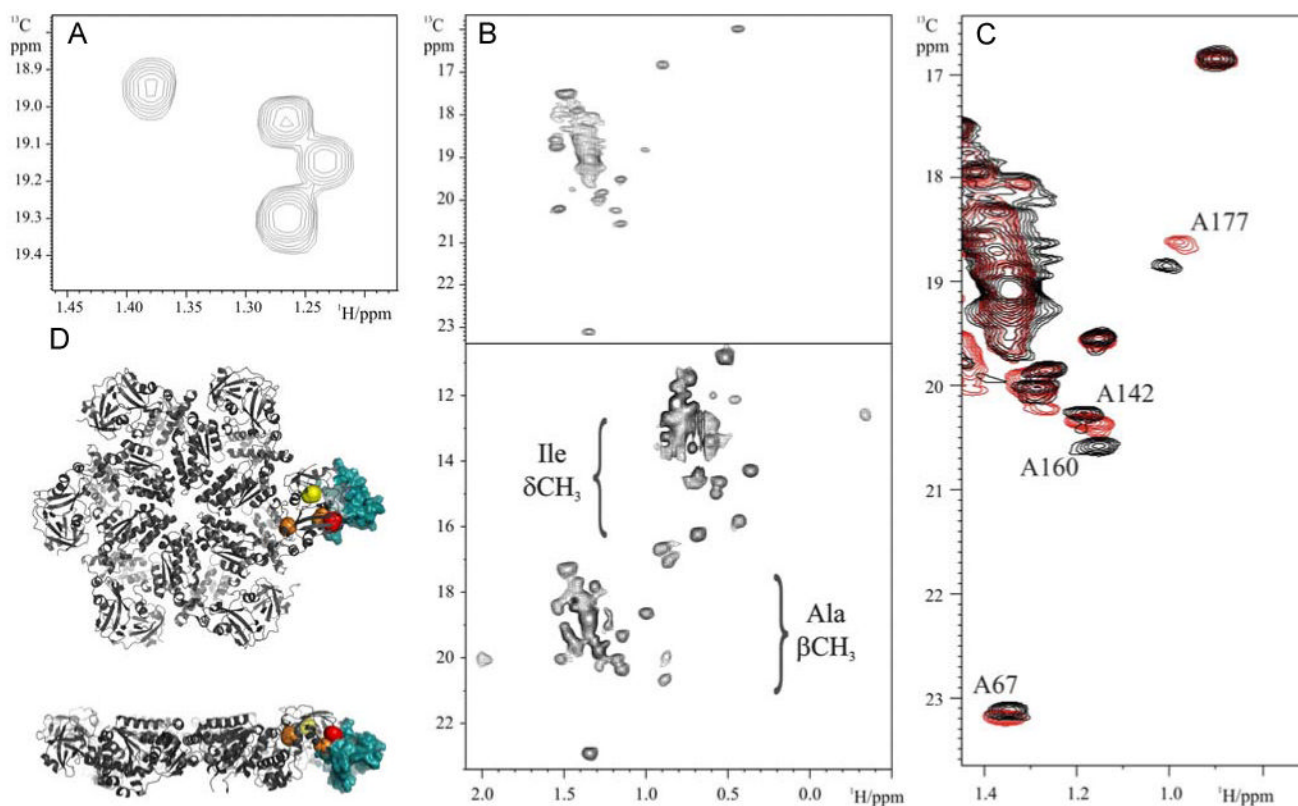 A
¹³C
ppm
18.9
19.0
19.1
19.2
19.3
19.4
1.45
1.40
1.35
1.30
1.25
¹H/ppm
B
¹³C
ppm
17
18
19
20
21
22
23
12
14
16
18
20
22
Ile
δCH₃
Ala
βCH₃
2.0
1.5
1.0
0.5
0.0
¹H/ppm
C
¹³C
ppm
17
18
19
20
21
22
23
A177
A142
A160
A67
1.4
1.2
1.0
¹H/ppm
D